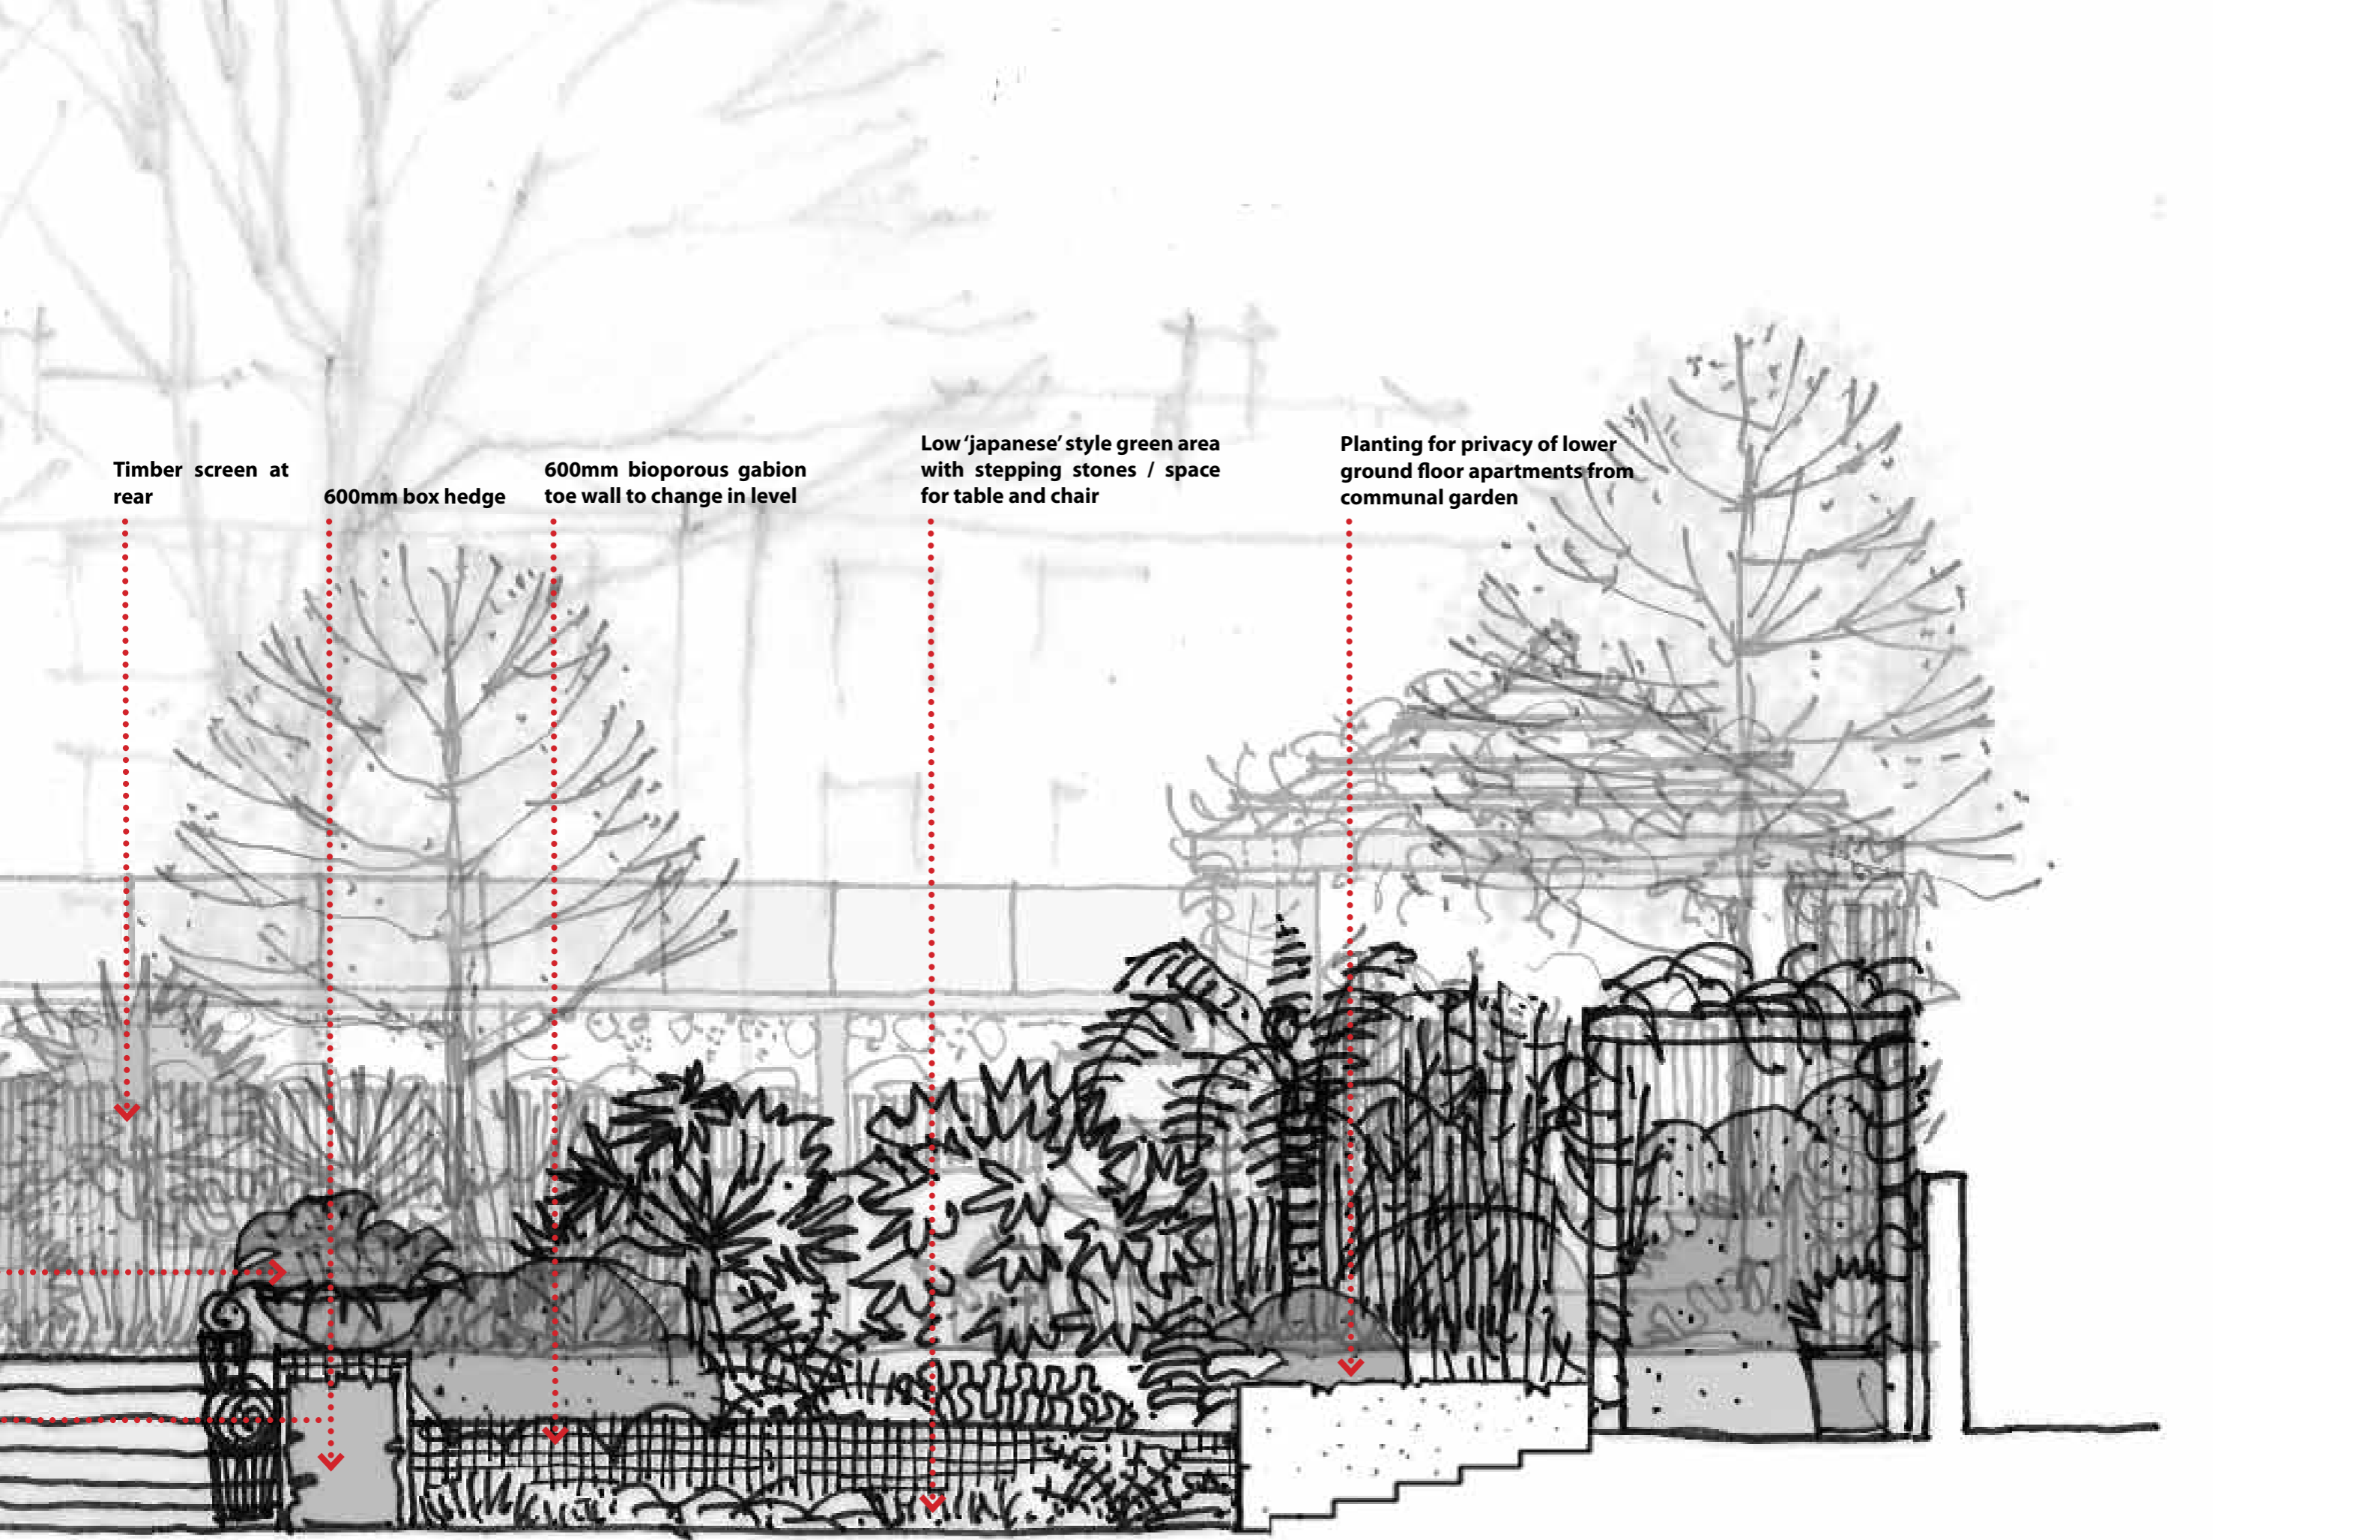 Timber screen at
rear
600mm box hedge
600mm bioporous gabion
toe wall to change in level
Low ‘japanese’ style green area
with stepping stones / space
for table and chair
Planting for privacy of lower
ground floor apartments from
communal garden